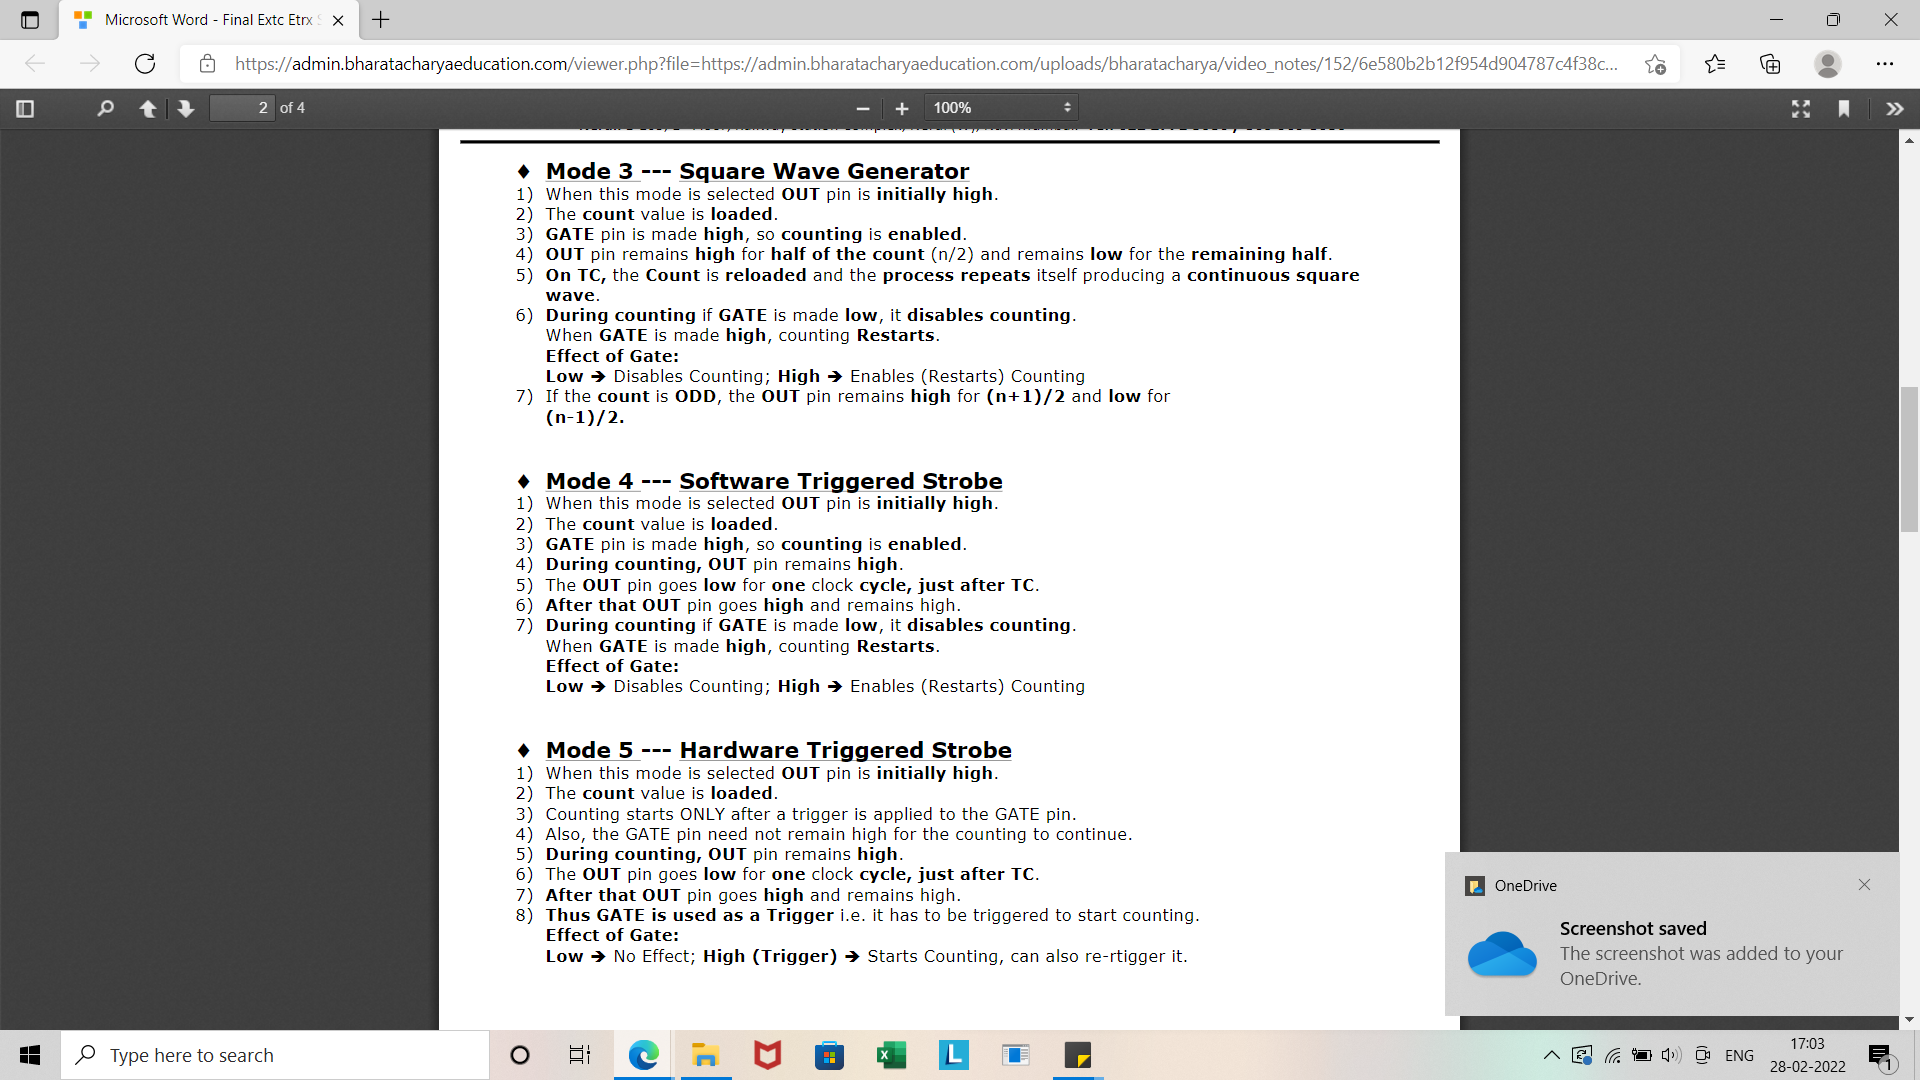 Microsoft Word - Final Extc Etrx
https://admin.bharatacharyaeducation.com/viewer.php?file=https://admin.bharatacharyaeducation.com/uploads/bharatacharya/video_notes/152/6e580b2b12f954d904787c4f38c...
2 of 4
100%
♦ Mode 3 --- Square Wave Generator
1) When this mode is selected OUT pin is initially high.
2) The count value is loaded.
3) GATE pin is made high, so counting is enabled.
4) OUT pin remains high for half of the count (n/2) and remains low for the remaining half.
5) On TC, the Count is reloaded and the process repeats itself producing a continuous square
wave.
6) During counting if GATE is made low, it disables counting.
When GATE is made high, counting Restarts.
Effect of Gate:
Low ➔ Disables Counting; High ➔ Enables (Restarts) Counting
7) If the count is ODD, the OUT pin remains high for (n+1)/2 and low for
(n-1)/2.
♦ Mode 4 --- Software Triggered Strobe
1) When this mode is selected OUT pin is initially high.
2) The count value is loaded.
3) GATE pin is made high, so counting is enabled.
4) During counting, OUT pin remains high.
5) The OUT pin goes low for one clock cycle, just after TC.
6) After that OUT pin goes high and remains high.
7) During counting if GATE is made low, it disables counting.
When GATE is made high, counting Restarts.
Effect of Gate:
Low ➔ Disables Counting; High ➔ Enables (Restarts) Counting
♦ Mode 5 --- Hardware Triggered Strobe
1) When this mode is selected OUT pin is initially high.
2) The count value is loaded.
3) Counting starts ONLY after a trigger is applied to the GATE pin.
4) Also, the GATE pin need not remain high for the counting to continue.
5) During counting, OUT pin remains high.
6) The OUT pin goes low for one clock cycle, just after TC.
7) After that OUT pin goes high and remains high.
8) Thus GATE is used as a Trigger i.e. it has to be triggered to start counting.
Effect of Gate:
Low ➔ No Effect; High (Trigger) ➔ Starts Counting, can also re-rtigger it.
OneDrive
Screenshot saved
The screenshot was added to your
OneDrive.
Type here to search
L
ENG
17:03
28-02-2022
1